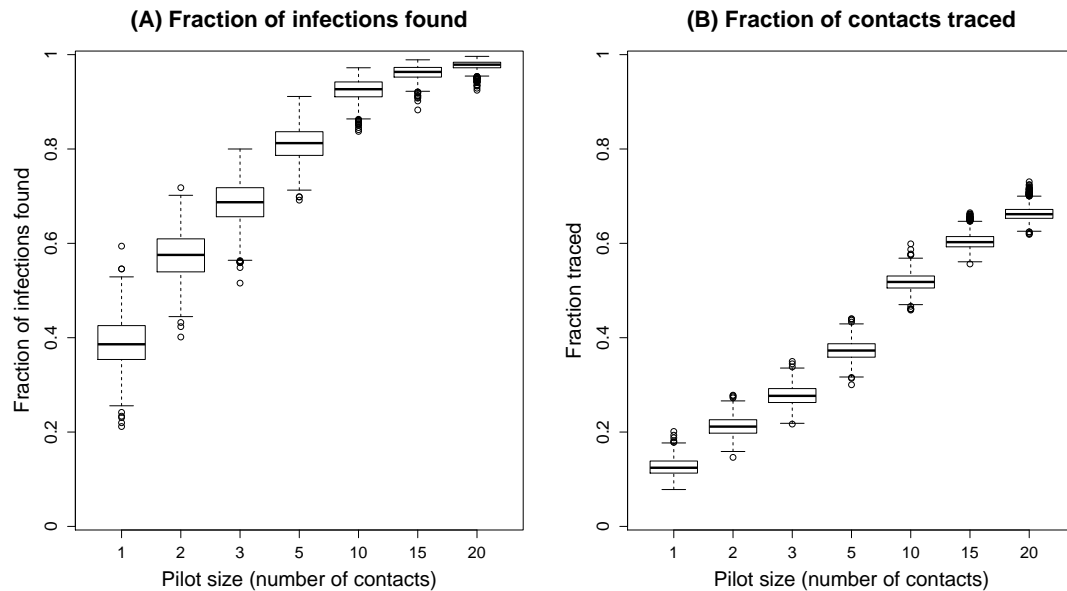 (A) Fraction of infections found
Fraction of infections found
1
0.8
0.6
0.4
0.2
0
1 2 3 5 10 15 20
Pilot size (number of contacts)
(B) Fraction of contacts traced
Fraction traced
1
0.8
0.6
0.4
0.2
0
1 2 3 5 10 15 20
Pilot size (number of contacts)